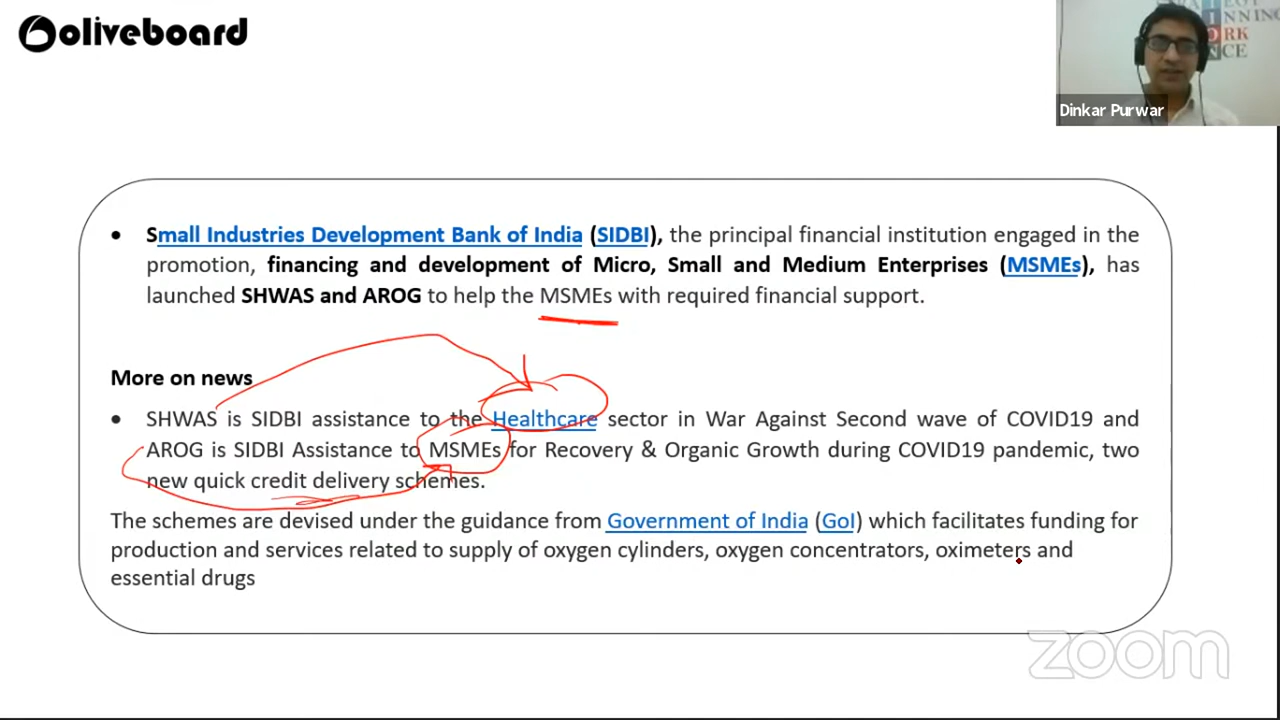 oliveboard
INNING
ORK
NCE
Dinkar Purwar
• Small Industries Development Bank of India (SIDBI), the principal financial institution engaged in the
promotion, financing and development of Micro, Small and Medium Enterprises (MSMEs), has
launched SHWAS and AROG to help the MSMEs with required financial support.
More on news
• SHWAS is SIDBI assistance to the Healthcare sector in War Against Second wave of COVID19 and
AROG is SIDBI Assistance to MSMEs for Recovery & Organic Growth during COVID19 pandemic, two
new quick credit delivery schemes.
The schemes are devised under the guidance from Government of India (GoI) which facilitates funding for
production and services related to supply of oxygen cylinders, oxygen concentrators, oximeters and
essential drugs
zoom